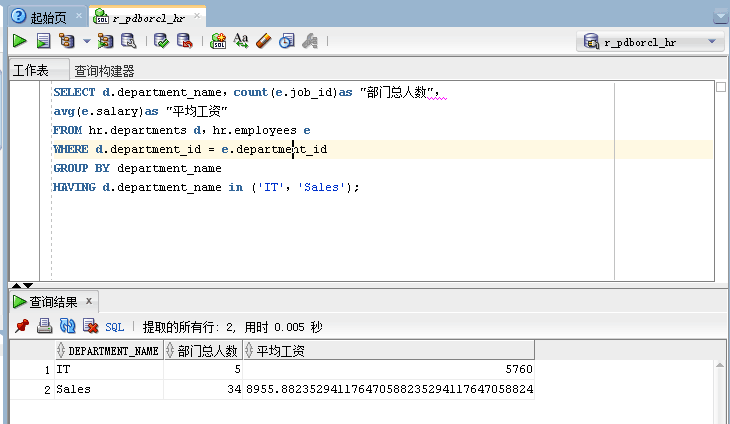 起始页 r_pdborcl_hr
r_pdborcl_hr
工作表 查询构建器
SELECT d.department_name，count(e.job_id)as "部门总人数"，
avg(e.salary)as "平均工资"
FROM hr.departments d，hr.employees e
WHERE d.department_id = e.department_id
GROUP BY department_name
HAVING d.department_name in ('IT'，'Sales');
查询结果 x
SQL | 提取的所有行: 2, 用时 0.005 秒
DEPARTMENT_NAME 部门总人数 平均工资
1 IT 5 5760
2 Sales 34 8955.88235294117647058823529411764705824